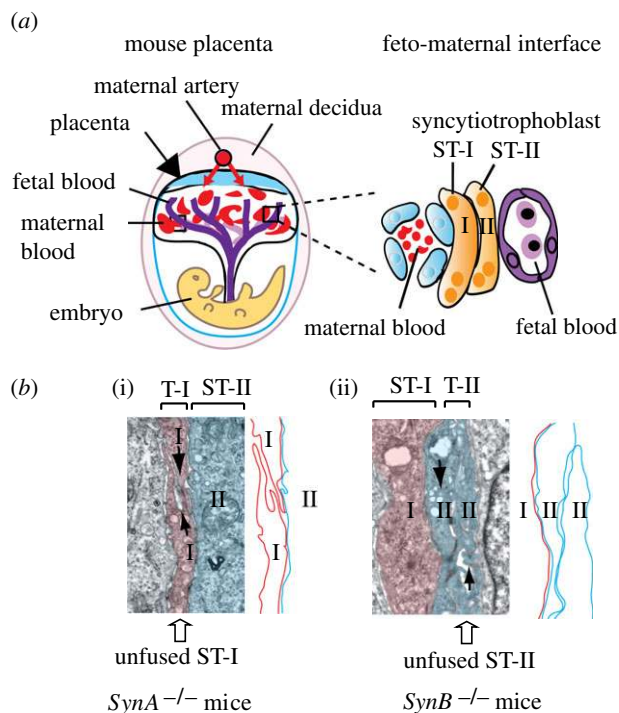 (a)
mouse placenta
feto-maternal interface
maternal artery
maternal decidua
placenta
syncytiotrophoblast
ST-I ST-II
fetal blood
maternal
blood
I II
embryo
maternal blood
fetal blood
(b) (i) T-I ST-II
(ii) ST-I T-II
I I
II II
I I
I II II I II II
unfused ST-I
unfused ST-II
SynA −/− mice
SynB −/− mice